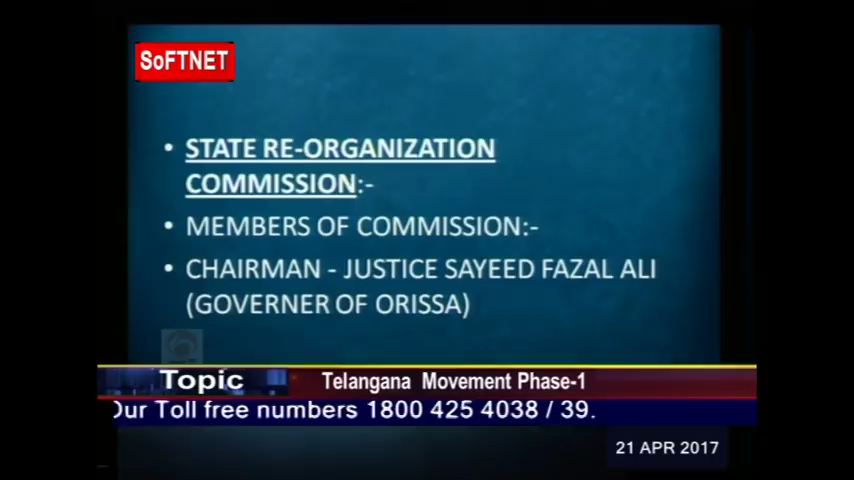 SoFTNET
• STATE RE-ORGANIZATION
COMMISSION:-
• MEMBERS OF COMMISSION:-
• CHAIRMAN - JUSTICE SAYEED FAZAL ALI
(GOVERNER OF ORISSA)
Topic
Telangana Movement Phase-1
Our Toll free numbers 1800 425 4038 / 39.
21 APR 2017